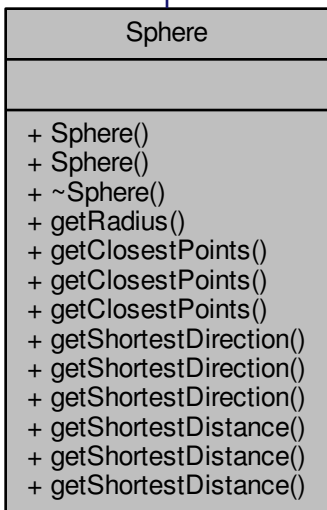 Sphere
+ Sphere()
+ Sphere()
+ ~Sphere()
+ getRadius()
+ getClosestPoints()
+ getClosestPoints()
+ getClosestPoints()
+ getShortestDirection()
+ getShortestDirection()
+ getShortestDirection()
+ getShortestDistance()
+ getShortestDistance()
+ getShortestDistance()